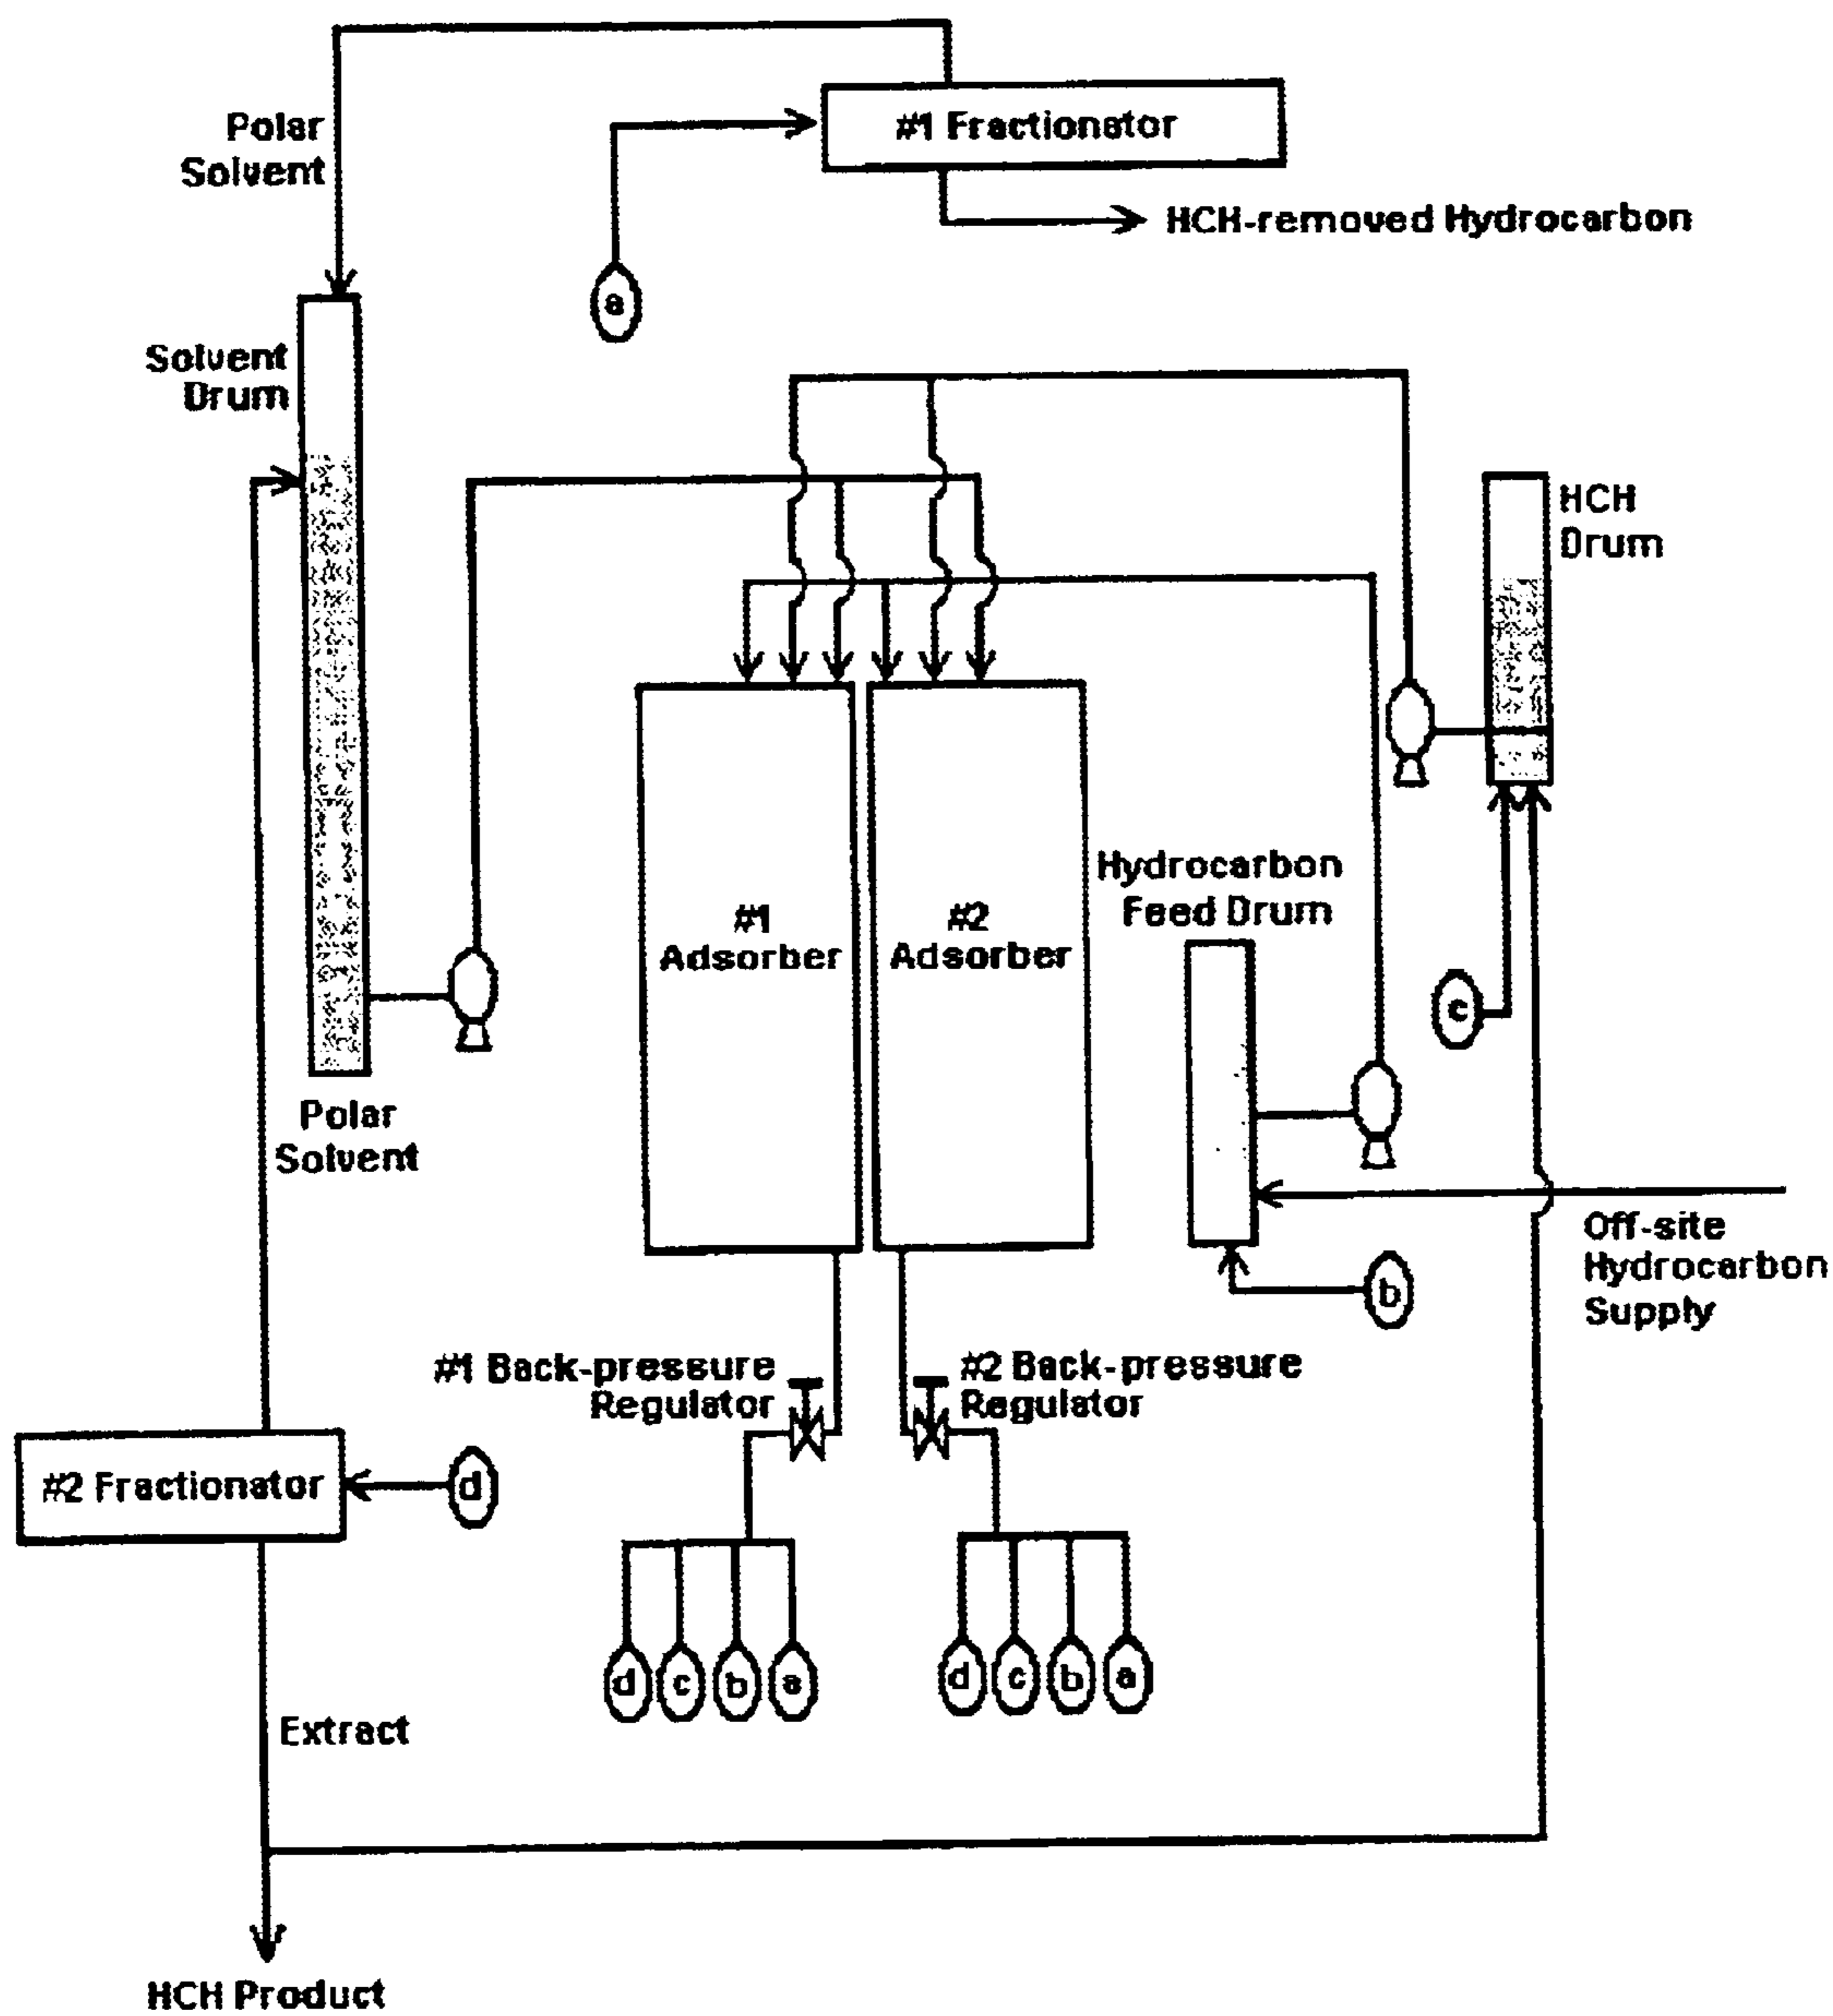 #1 Fractionator
Polar
Solvent
HCH-removed Hydrocarbon
a
Solvent
Drum
HCH
Drum
#1
Adsorber
#2
Adsorber
Hydrocarbon
Feed Drum
c
Polar
Solvent
Off-site
Hydrocarbon
Supply
b
#1 Back-pressure
Regulator
#2 Back-pressure
Regulator
#2 Fractionator
d
d c b a
d c b a
Extract
HCH Product